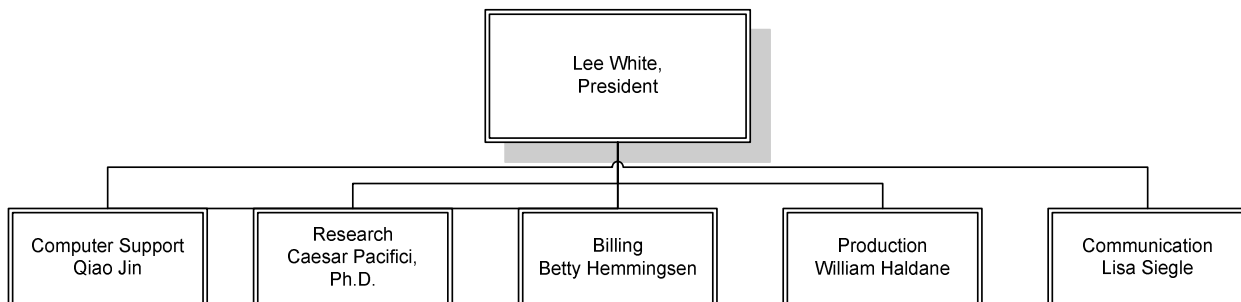 Lee White,
President
Computer Support
Qiao Jin
Research
Caesar Pacifici,
Ph.D.
Billing
Betty Hemmingsen
Production
William Haldane
Communication
Lisa Siegle